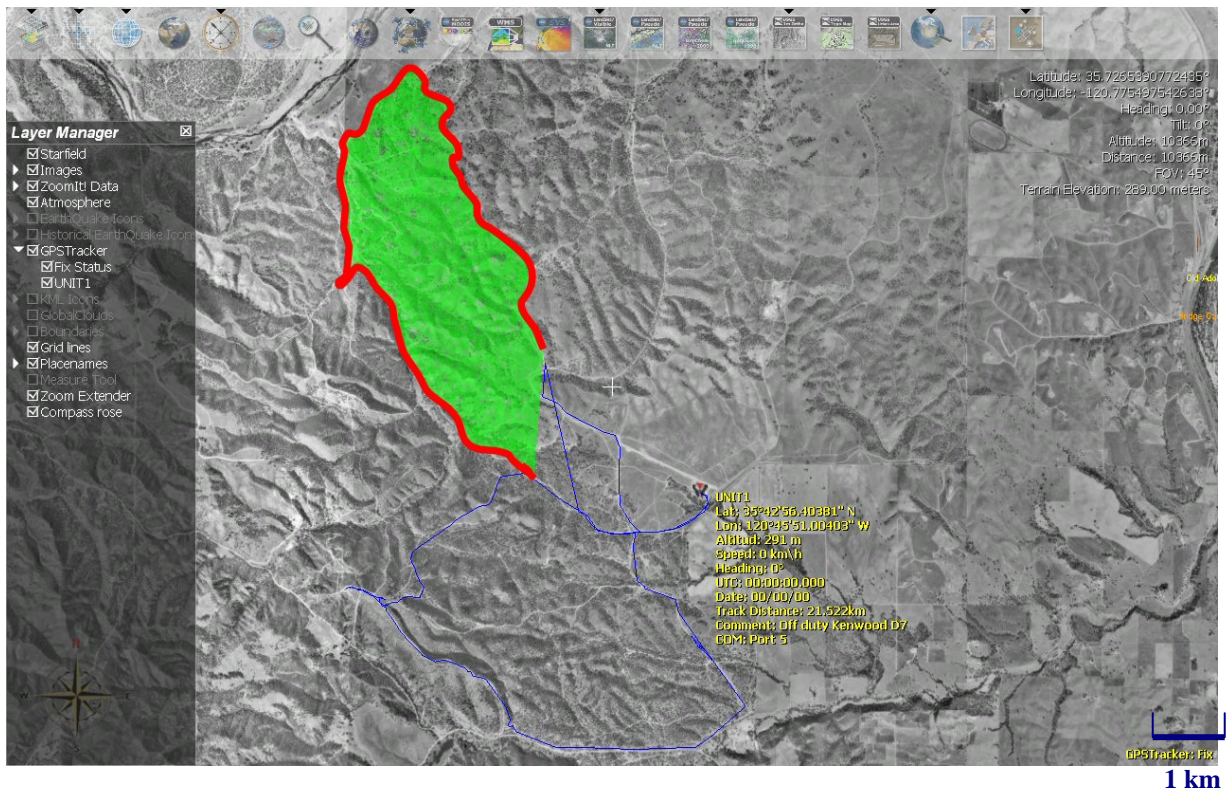 Latitude: 35.7265390772435°
Longitude: -120.775497542633°
Heading: 0.00°
Tilt: 0°
Altitude: 10366m
Distance: 10366m
FOV: 45°
Terrain Elevation: 289.00 meters
Layer Manager
Starfield
Images
ZoomIt! Data
Atmosphere
EarthQuake Icons
Historical EarthQuake Icon
GPSTracker
Fix Status
UNIT1
KML Icons
GlobalClouds
Boundaries
Grid lines
Placenames
Measure Tool
Zoom Extender
Compass rose
WMS
UNIT1
Lat: 35°42'56.40381" N
Lon: 120°45'51.00403" W
Altitud: 291 m
Speed: 0 km\h
Heading: 0°
UTC: 00:00:00.000
Date: 00/00/00
Track Distance: 21.522km
Comment: Off duty Kenwood D7
COM: Port 5
GPSTracker: Fix
1 km